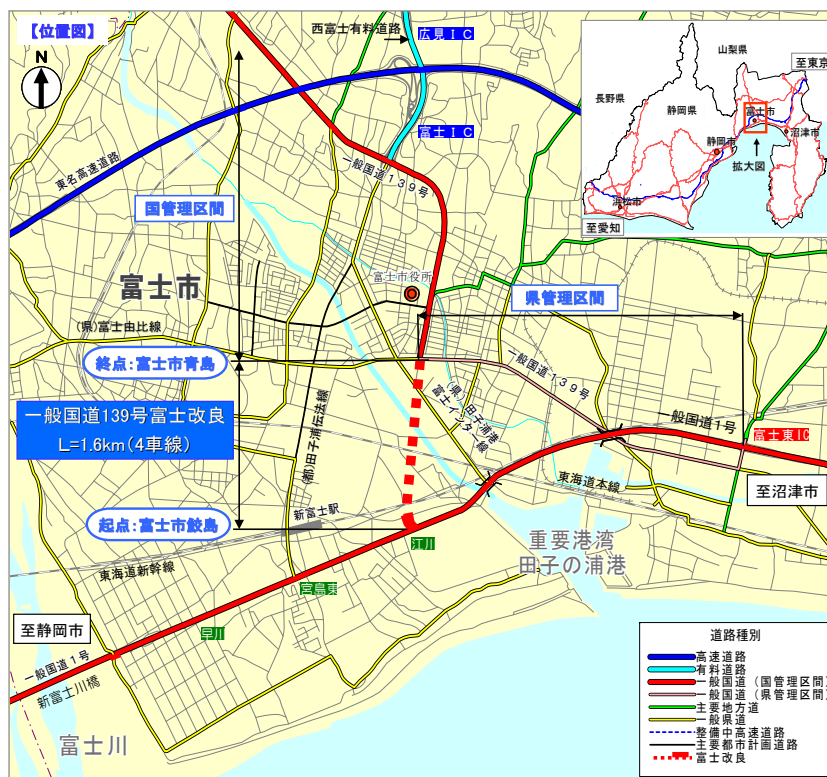 【位置図】
N
西富士有料道路
広見IC
富士IC
東名高速道路
一般国道139号
国管理区間
富士市
富士市役所
県管理区間
(県)富士由比線
終点:富士市青島
一般国道139号
(県)田子浦港
富士インター線
一般国道139号富士改良
L=1.6km(4車線)
(都)田子浦伝法線
一般国道1号
富士東IC
東海道本線
至沼津市
起点:富士市鮫島
新富士駅
江川
重要港湾
田子の浦港
東海道新幹線
宮島東
至静岡市
早川
一般国道1号
新富士川橋
富士川
山梨県
至東京
長野県
静岡県
富士市
沼津市
静岡市
拡大図
浜松市
至愛知
道路種別
高速道路
有料道路
一般国道(国管理区間)
一般国道(県管理区間)
主要地方道
一般県道
整備中高速道路
主要都市計画道路
富士改良